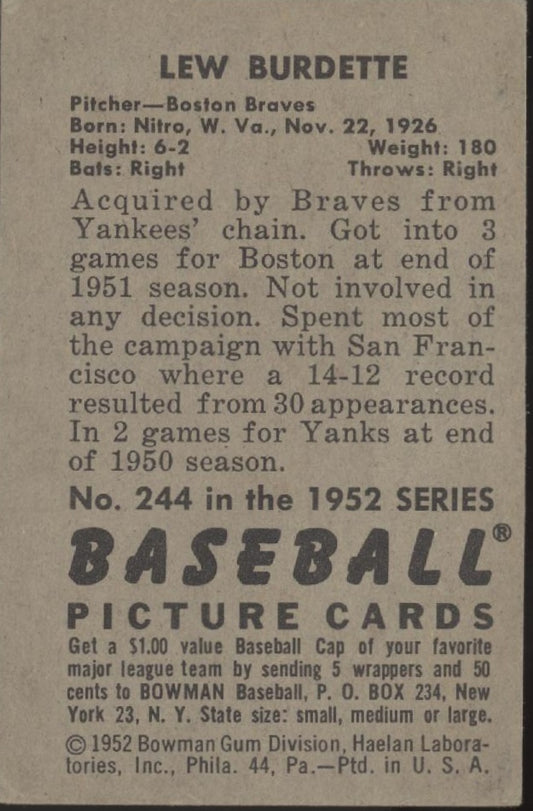 LEW BURDETTE
Pitcher—Boston Braves
Born: Nitro, W. Va., Nov. 22, 1926
Height: 6-2 Weight: 180
Bats: Right Throws: Right
Acquired by Braves from
Yankees' chain. Got into 3
games for Boston at end of
1951 season. Not involved in
any decision. Spent most of
the campaign with San Fran-
cisco where a 14-12 record
resulted from 30 appearances.
In 2 games for Yanks at end
of 1950 season.
No. 244 in the 1952 SERIES
BASEBALL®
PICTURE CARDS
Get a $1.00 value Baseball Cap of your favorite
major league team by sending 5 wrappers and 50
cents to BOWMAN Baseball, P. O. BOX 234, New
York 23, N. Y. State size: small, medium or large.
© 1952 Bowman Gum Division, Haelan Labora-
tories, Inc., Phila. 44, Pa.—Ptd. in U. S. A.